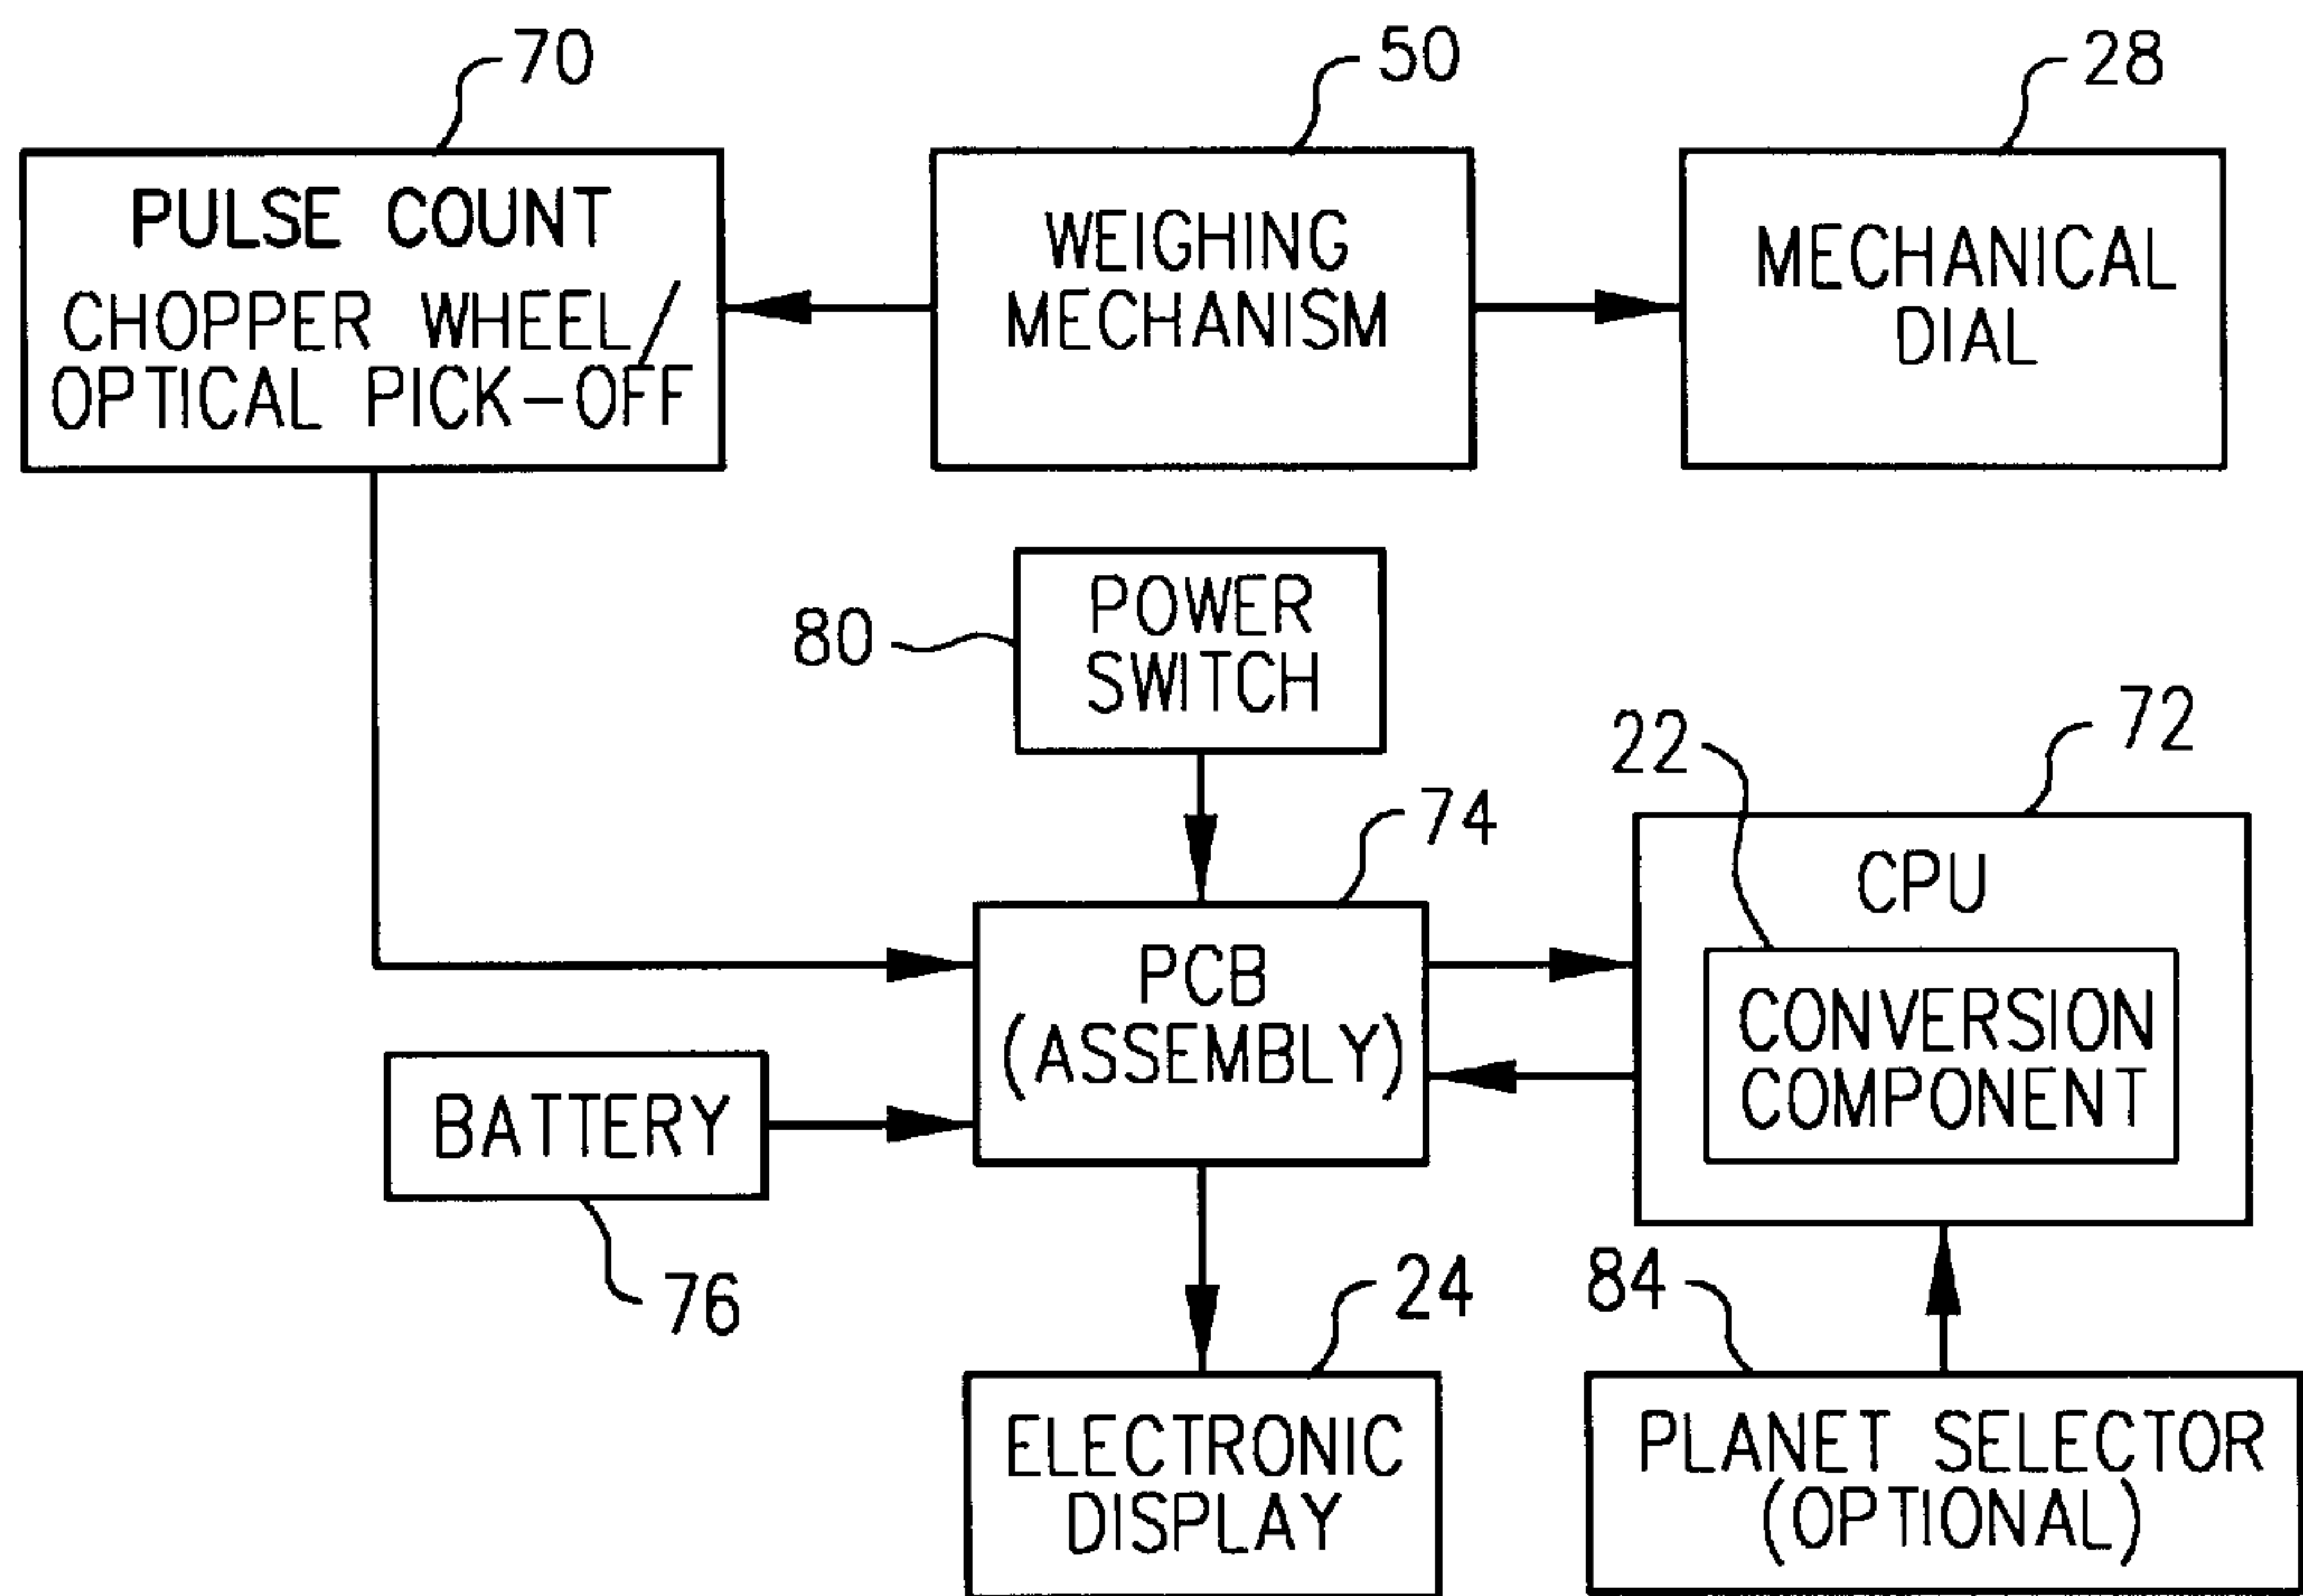 70
50
28
PULSE COUNT
CHOPPER WHEEL/
OPTICAL PICK-OFF
WEIGHING
MECHANISM
MECHANICAL
DIAL
80
POWER
SWITCH
22
72
74
CPU
PCB
(ASSEMBLY)
CONVERSION
COMPONENT
BATTERY
76
24
84
ELECTRONIC
DISPLAY
PLANET SELECTOR
(OPTIONAL)